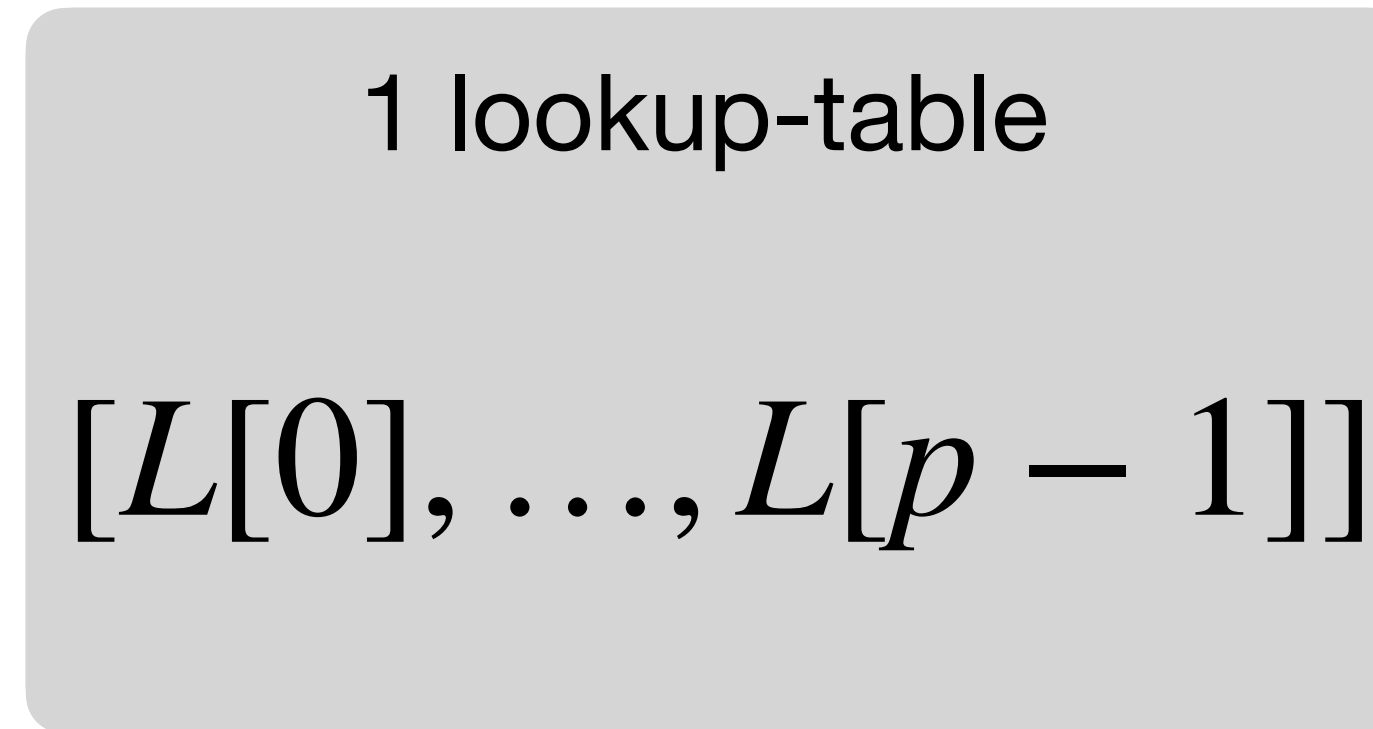 1 lookup-table
[L[0], …, L[p − 1]]